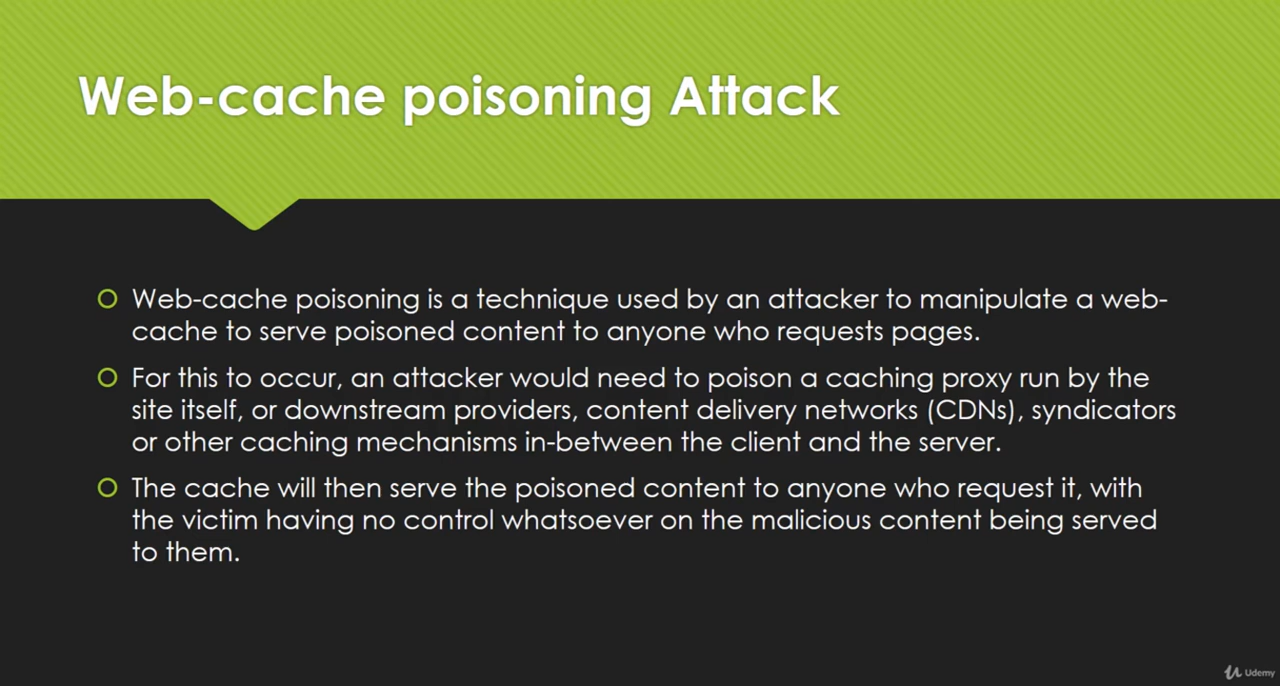 Web-cache poisoning Attack
Web-cache poisoning is a technique used by an attacker to manipulate a web-
cache to serve poisoned content to anyone who requests pages.
For this to occur, an attacker would need to poison a caching proxy run by the
site itself, or downstream providers, content delivery networks (CDNs), syndicators
or other caching mechanisms in-between the client and the server.
The cache will then serve the poisoned content to anyone who request it, with
the victim having no control whatsoever on the malicious content being served
to them.
Udemy